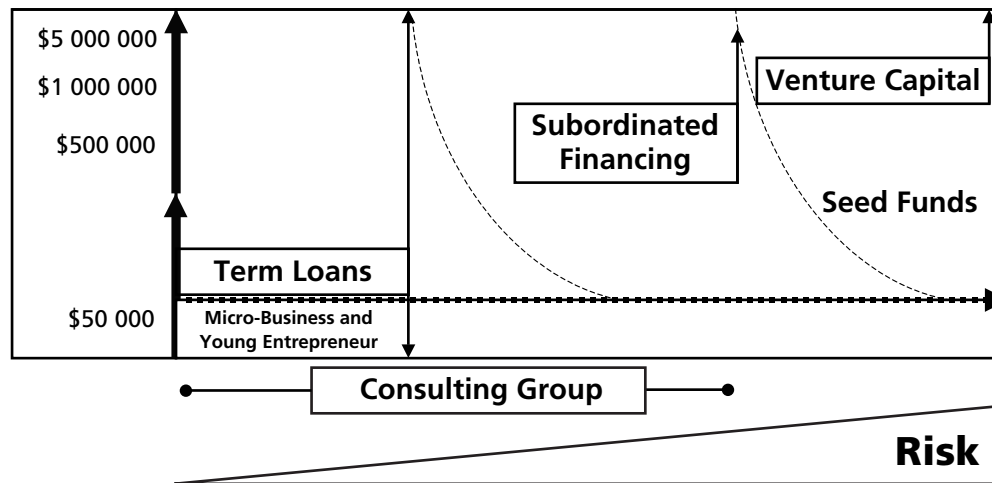 $5 000 000
$1 000 000
$500 000
$50 000
Venture Capital
Subordinated
Financing
Seed Funds
Term Loans
Micro-Business and
Young Entrepreneur
Consulting Group
Risk